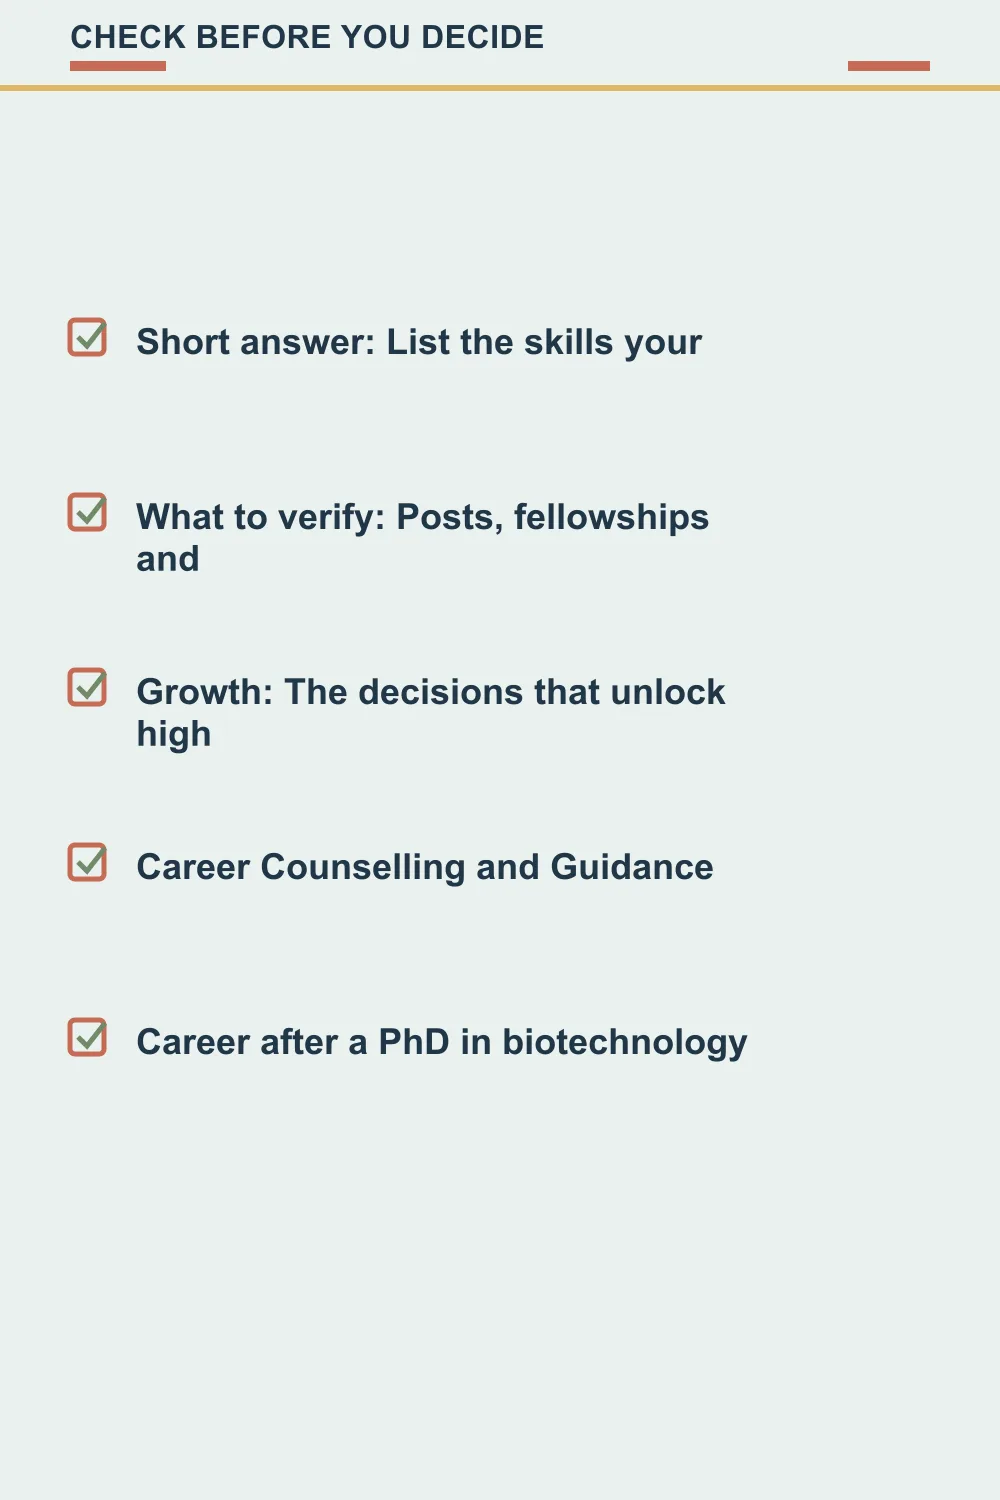 CHECK BEFORE YOU DECIDE
Short answer: List the skills your
What to verify: Posts, fellowships
and
Growth: The decisions that unlock
high
Career Counselling and Guidance
Career after a PhD in biotechnology